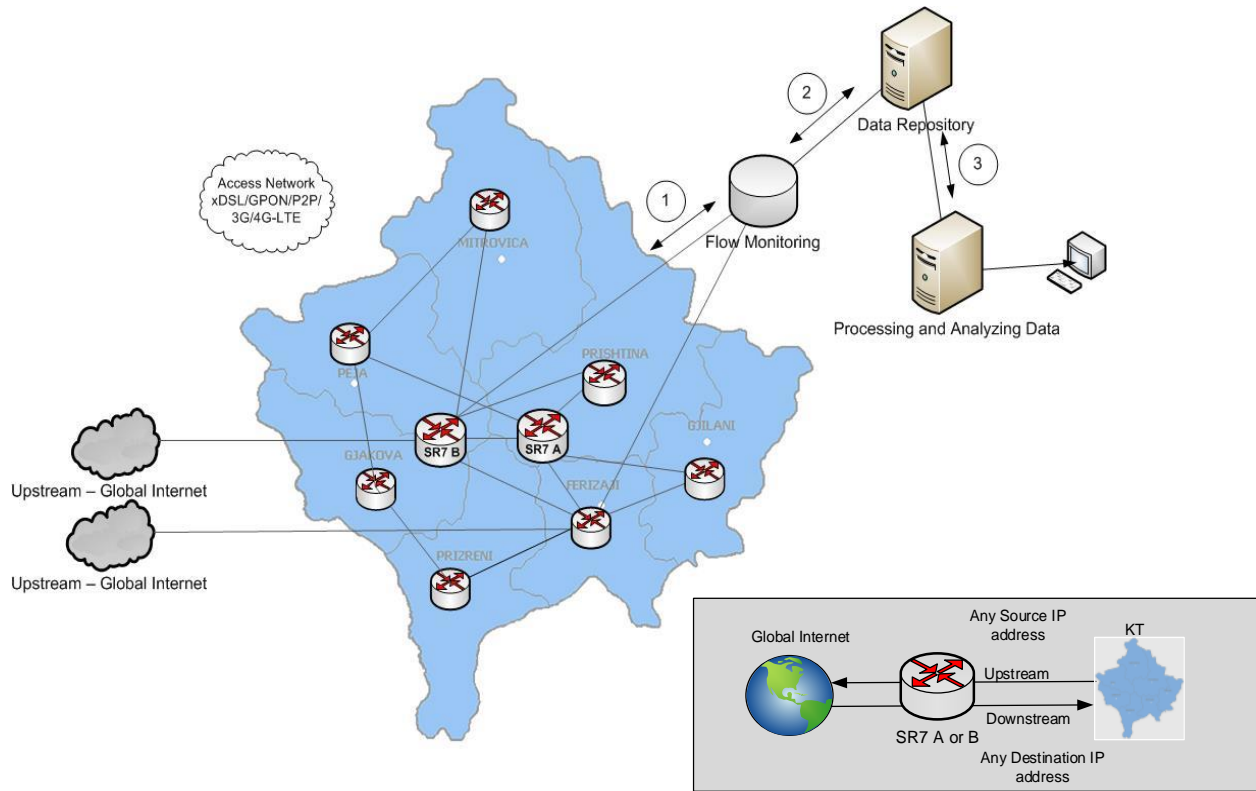 2
Data Repository
3
1
Access Network
xDSL/GPON/P2P/
3G/4G-LTE
Flow Monitoring
MITROVICA
Processing and Analyzing Data
PEJA
PRISHTINA
GJILANI
SR7 B
SR7 A
GJAKOVA
Upstream – Global Internet
FERIZAJI
PRIZRENI
Upstream – Global Internet
Any Source IP
address
KT
Global Internet
Upstream
Downstream
SR7 A or B
Any Destination IP
address